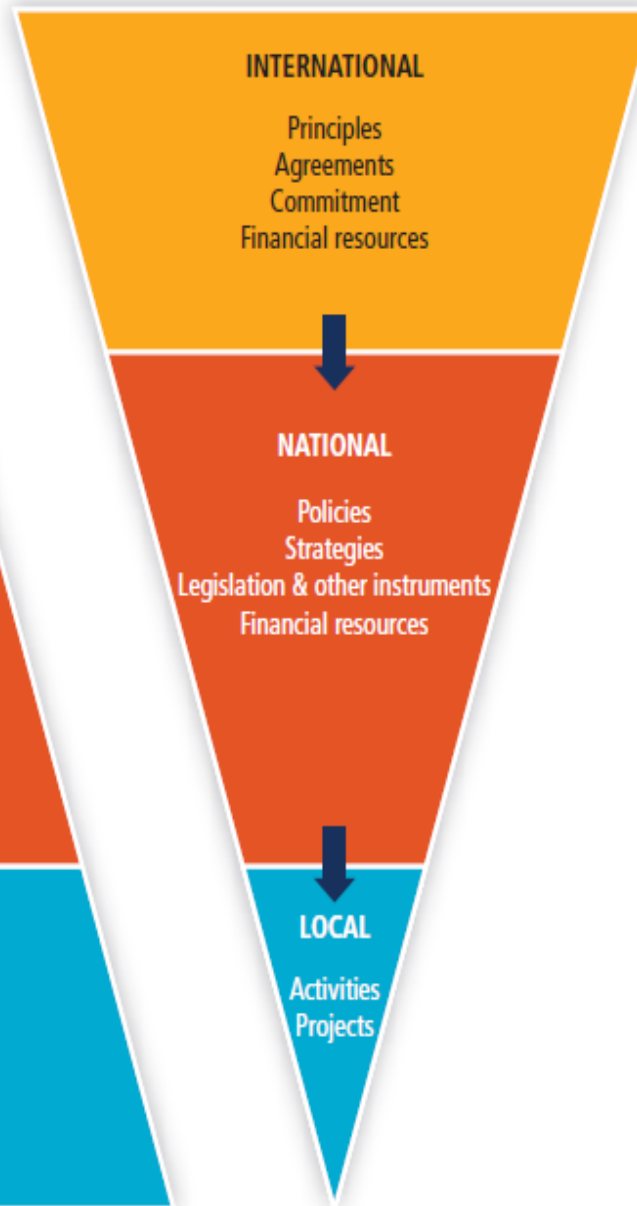 INTERNATIONAL
Principles
Agreements
Commitment
Financial resources
NATIONAL
Policies
Strategies
Legislation & other instruments
Financial resources
LOCAL
Activities
Projects